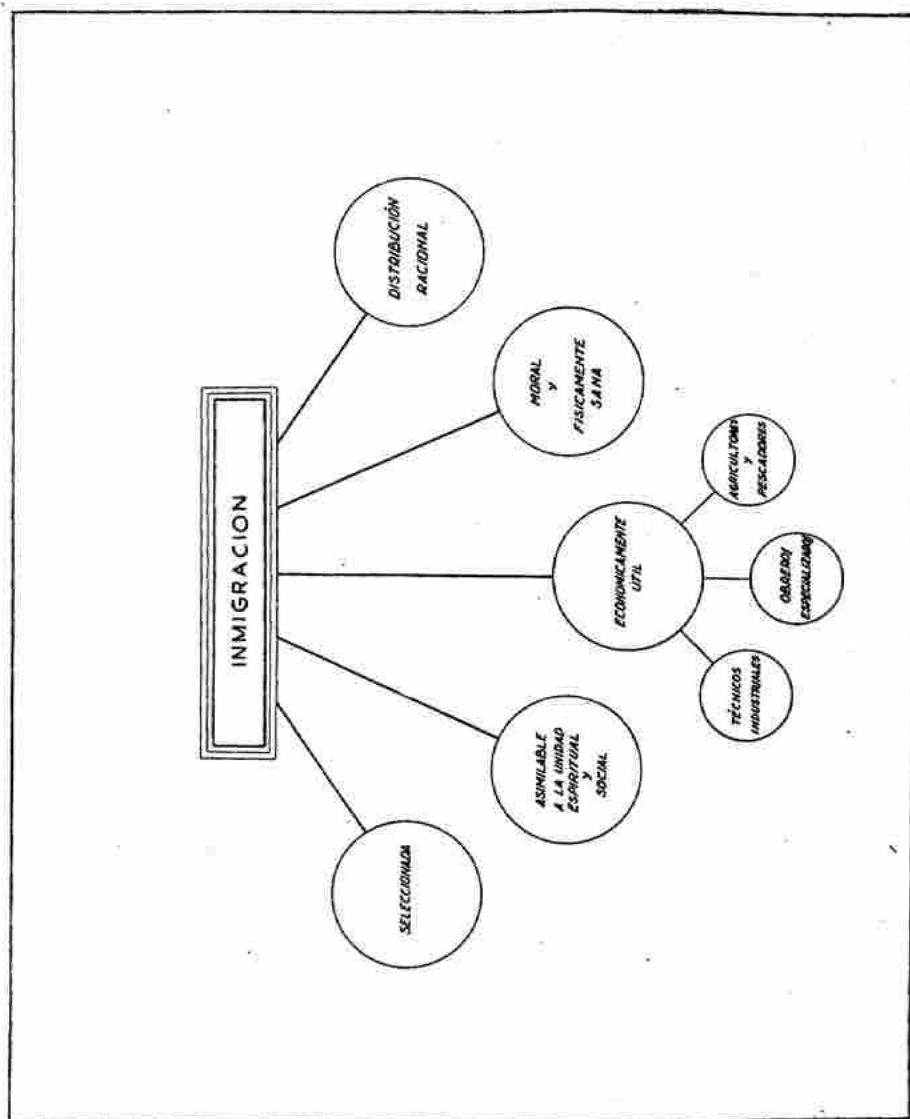 INMIGRACION
SELECCIONADA
ASIMILABLE
A LA UNIDAD
ESPIRITUAL
Y
SOCIAL
ECONOMICAMENTE
UTIL
TÉCNICOS
INDUSTRIALES
OBREROS
ESPECIALIZADOS
AGRICULTORES
Y
PESCADORES
MORAL
Y
FISICAMENTE
SANA
DISTRIBUCIÓN
RACIONAL